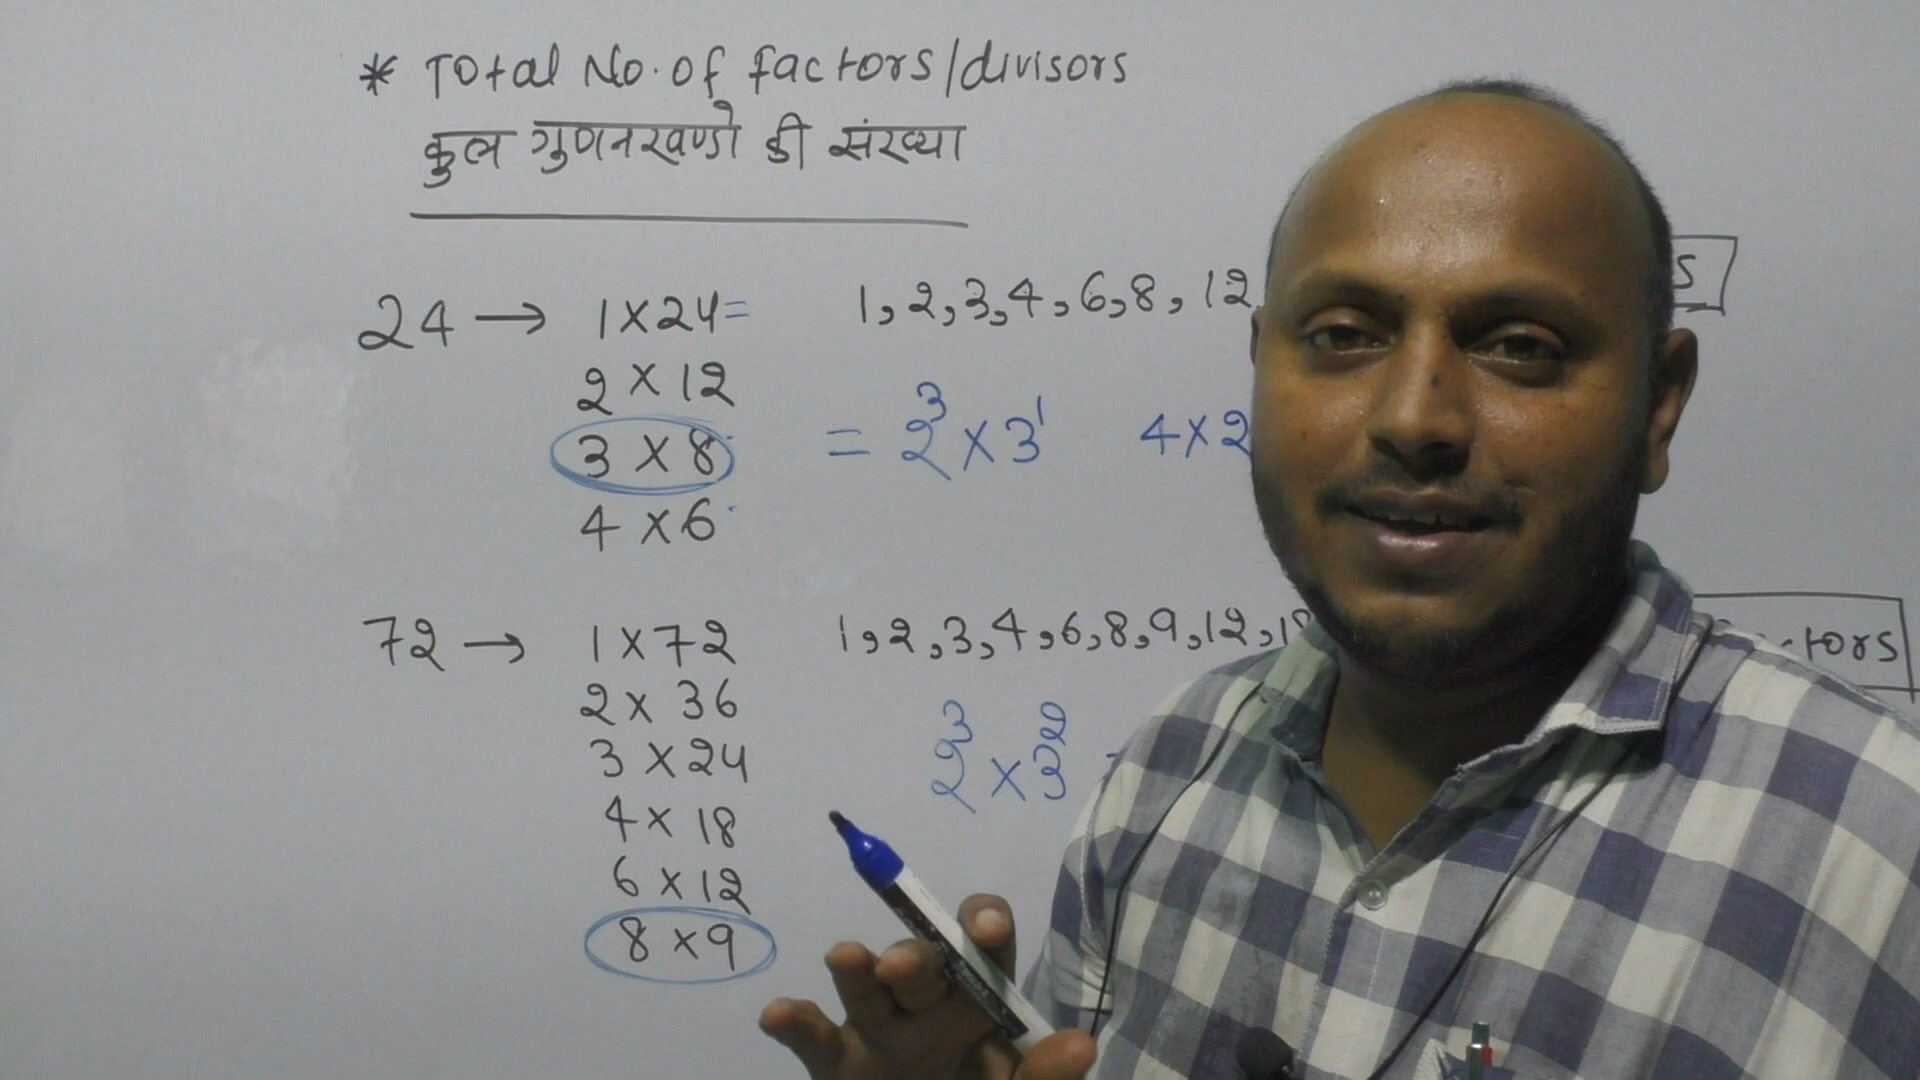 * Total No. of factors/divisors
कुल गुणनखण्डो की संख्या
24 → 1 x 24 = 1, 2, 3, 4, 6, 8, 12, s
2 x 12
3 x 8 = 2³ x 3¹ 4 x 2
4 x 6
72 → 1 x 72 1, 2, 3, 4, 6, 8, 9, 12, 18 tors
2 x 36
3 x 24 2³ x 3²
4 x 18
6 x 12
8 x 9